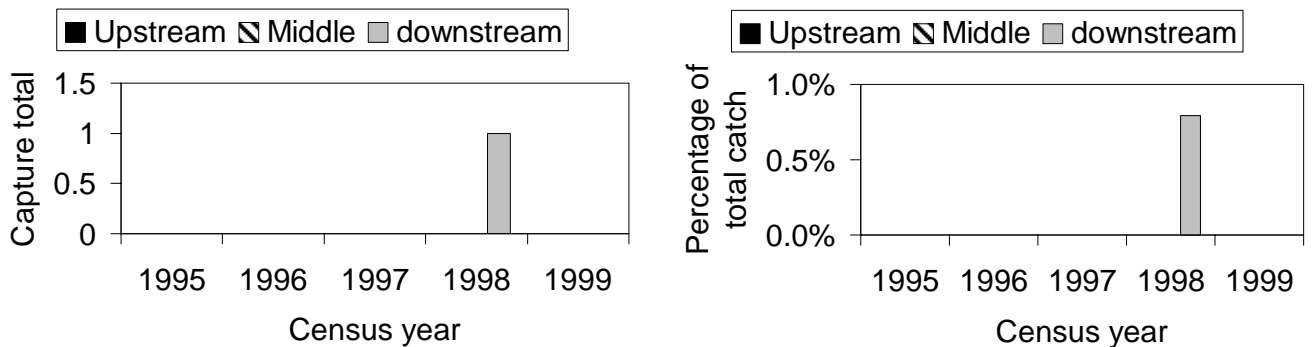 Upstream Middle downstream
Capture total
1.5
1
0.5
0
1995 1996 1997 1998 1999
Census year
Upstream Middle downstream
Percentage of
total catch
1.0%
0.5%
0.0%
1995 1996 1997 1998 1999
Census year